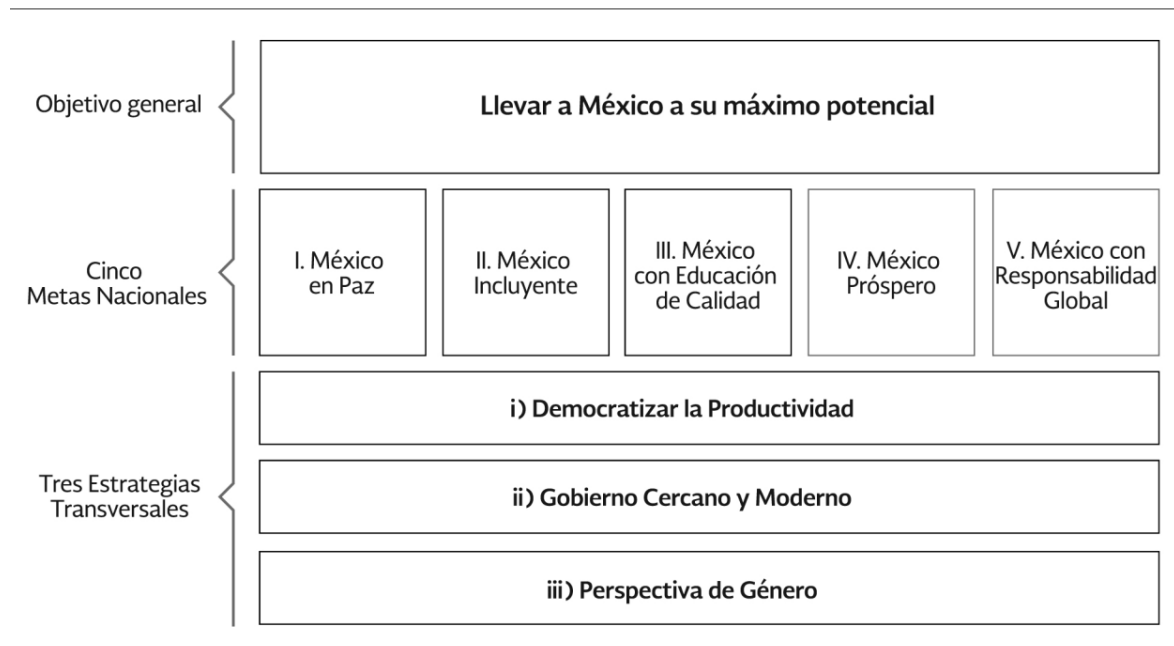 Objetivo general
Llevar a México a su máximo potencial
Cinco
Metas Nacionales
I. México
en Paz
II. México
Incluyente
III. México
con Educación
de Calidad
IV. México
Próspero
V. México con
Responsabilidad
Global
Tres Estrategias
Transversales
i) Democratizar la Productividad
ii) Gobierno Cercano y Moderno
iii) Perspectiva de Género